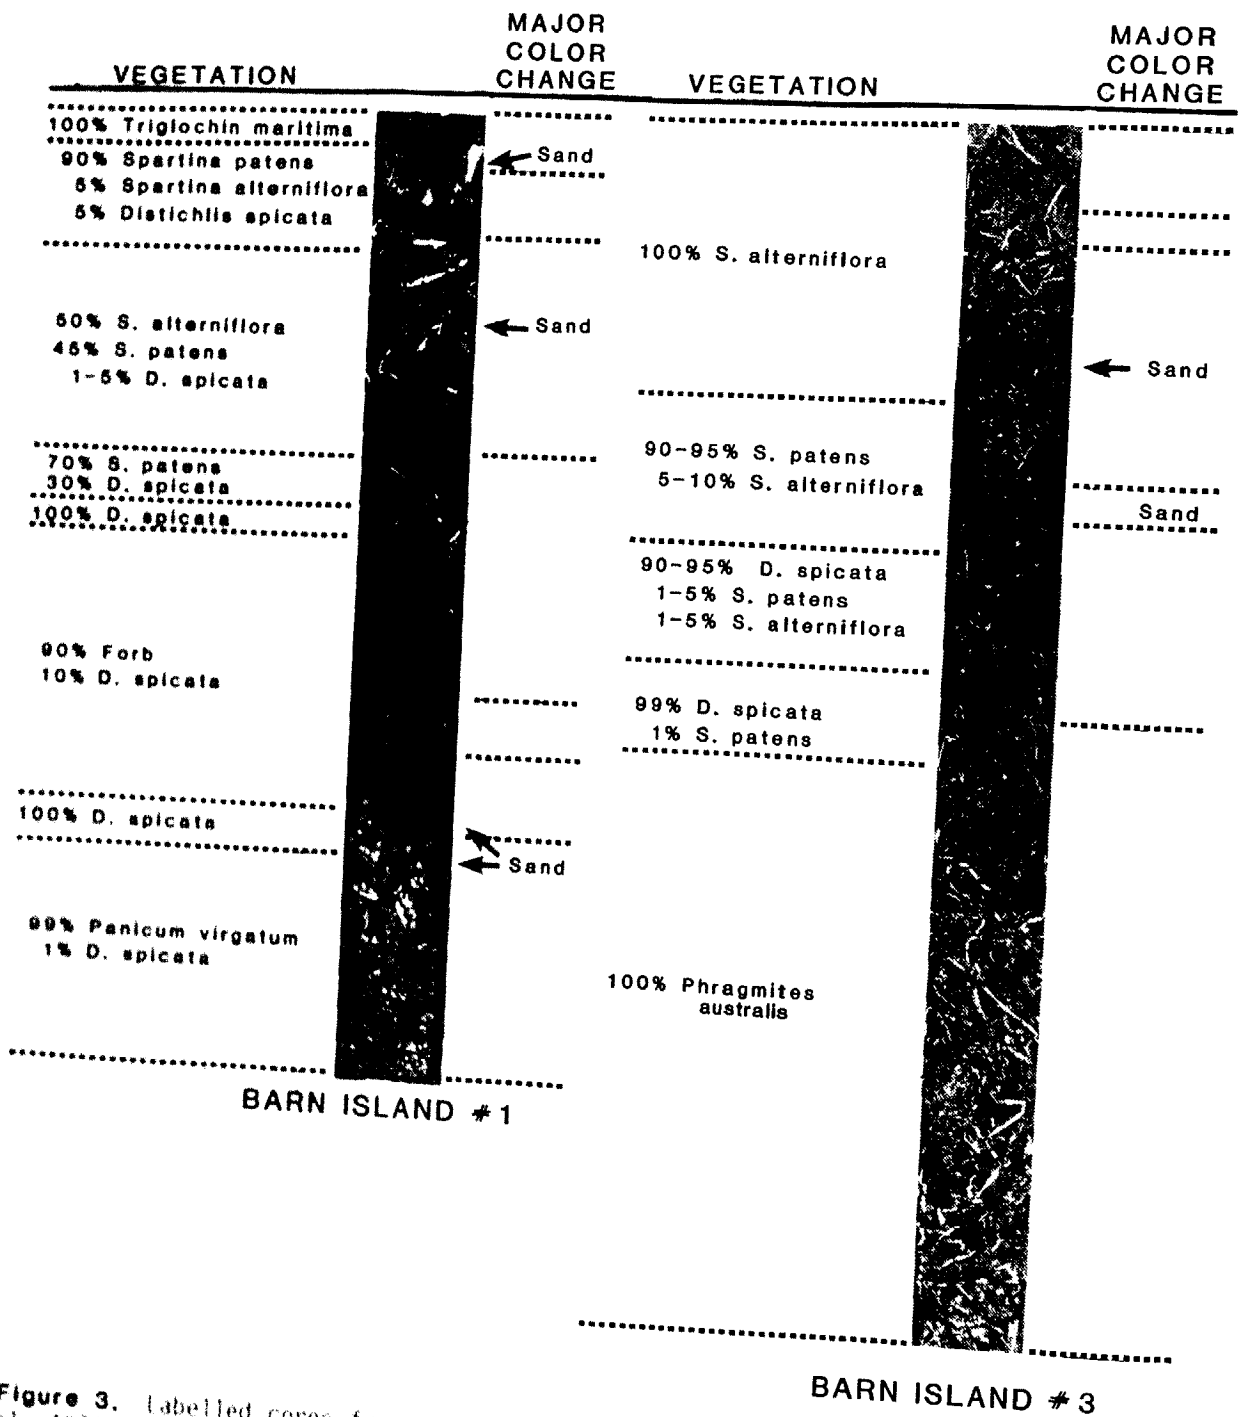 VEGETATION
MAJOR
COLOR
CHANGE
100% Triglochin maritima
90% Spartina patens
5% Spartina alterniflora
5% Distichlis spicata
50% S. alterniflora
45% S. patens
1-5% D. spicata
70% S. patens
30% D. spicata
100% D. spicata
90% Forb
10% D. spicata
100% D. spicata
99% Panicum virgatum
1% D. spicata
Sand
Sand
Sand
BARN ISLAND #1
VEGETATION
MAJOR
COLOR
CHANGE
100% S. alterniflora
90-95% S. patens
5-10% S. alterniflora
90-95% D. spicata
1-5% S. patens
1-5% S. alterniflora
99% D. spicata
1% S. patens
100% Phragmites
australis
Sand
Sand
BARN ISLAND #3
Figure 3. Labelled cores